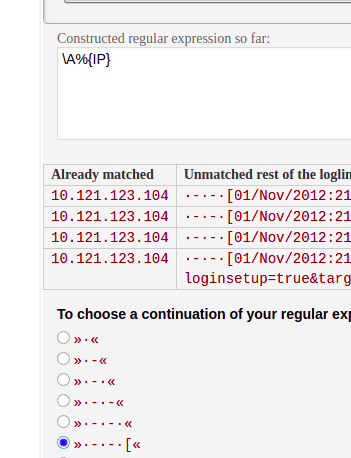 Constructed regular expression so far:
\A%{IP}
Already matched Unmatched rest of the loglin
10.121.123.104 ·-·-·[01/Nov/2012:21
10.121.123.104 ·-·-·[01/Nov/2012:21
10.121.123.104 ·-·-·[01/Nov/2012:21
10.121.123.104 ·-·-·[01/Nov/2012:21
loginsetup=true&targ
To choose a continuation of your regular exp
»·«
»·-«
»·-·«
»·-·-«
»·-·-·«
»·-·-·[«